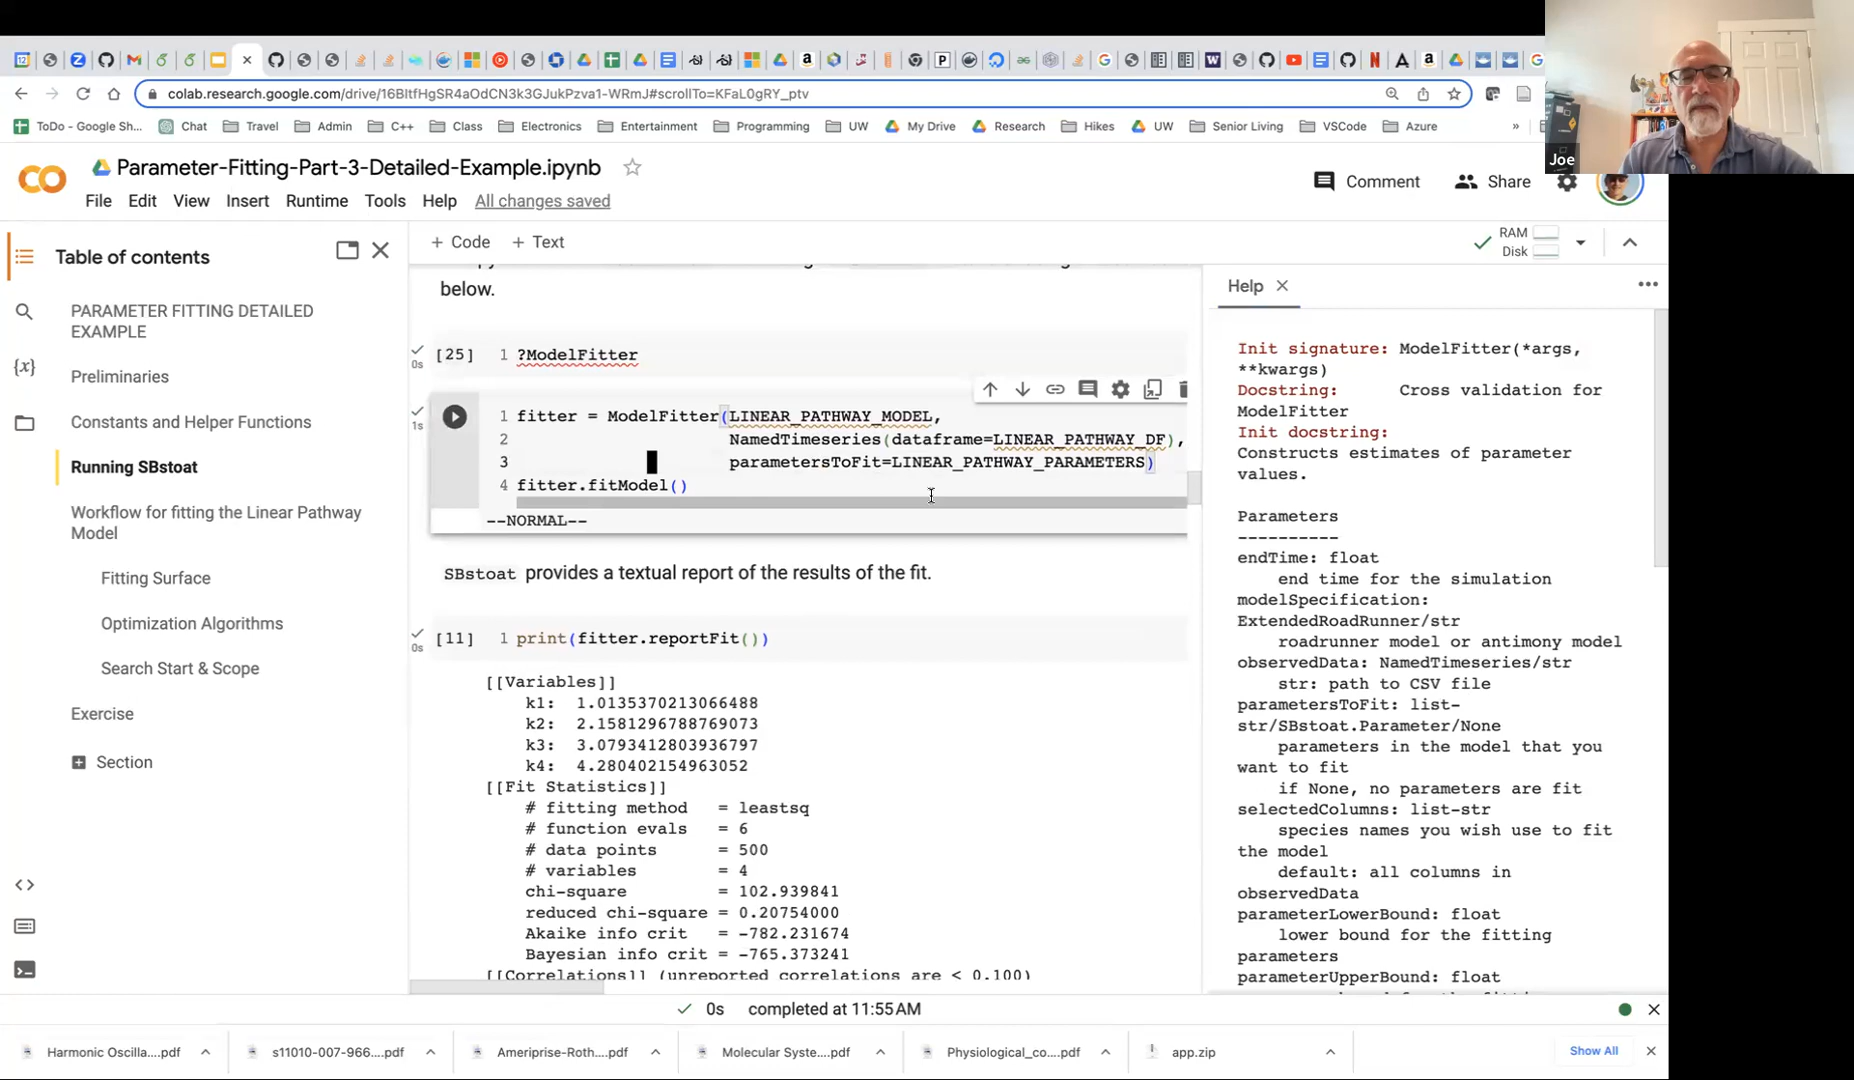 colab.research.google.com/drive/16BltfHgSR4aOdCN3k3GJukPzva1-WRmJ#scrollTo=KFaL0gRY_ptv
ToDo - Google Sh...
Chat
Travel
Admin
C++
Class
Electronics
Entertainment
Programming
UW
My Drive
Research
Hikes
UW
Senior Living
VSCode
Azure
»
Joe
CO
Parameter-Fitting-Part-3-Detailed-Example.ipynb
File Edit View Insert Runtime Tools Help All changes saved
Comment
Share
Table of contents
PARAMETER FITTING DETAILED
EXAMPLE
Preliminaries
Constants and Helper Functions
Running SBstoat
Workflow for fitting the Linear Pathway
Model
Fitting Surface
Optimization Algorithms
Search Start & Scope
Exercise
Section
+ Code + Text
RAM
Disk
below.
[25] 1 ?ModelFitter
0s
1s
1 fitter = ModelFitter(LINEAR_PATHWAY_MODEL,
2 NamedTimeseries(dataframe=LINEAR_PATHWAY_DF),
3 parametersToFit=LINEAR_PATHWAY_PARAMETERS)
4 fitter.fitModel()
--NORMAL--
SBstoat provides a textual report of the results of the fit.
[11] 1 print(fitter.reportFit())
0s
[[Variables]]
k1: 1.0135370213066488
k2: 2.1581296788769073
k3: 3.0793412803936797
k4: 4.280402154963052
[[Fit Statistics]]
# fitting method = leastsq
# function evals = 6
# data points = 500
# variables = 4
chi-square = 102.939841
reduced chi-square = 0.20754000
Akaike info crit = -782.231674
Bayesian info crit = -765.373241
[[Correlations]] (unreported correlations are < 0.100)
Help
Init signature: ModelFitter(*args,
**kwargs)
Docstring: Cross validation for
ModelFitter
Init docstring:
Constructs estimates of parameter
values.
Parameters
----------
endTime: float
end time for the simulation
modelSpecification:
ExtendedRoadRunner/str
roadrunner model or antimony model
observedData: NamedTimeseries/str
str: path to CSV file
parametersToFit: list-
str/SBstoat.Parameter/None
parameters in the model that you
want to fit
if None, no parameters are fit
selectedColumns: list-str
species names you wish use to fit
the model
default: all columns in
observedData
parameterLowerBound: float
lower bound for the fitting
parameters
parameterUpperBound: float
0s completed at 11:55 AM
Harmonic Oscilla....pdf
s11010-007-966....pdf
Ameriprise-Roth....pdf
Molecular Syste....pdf
Physiological_co....pdf
app.zip
Show All